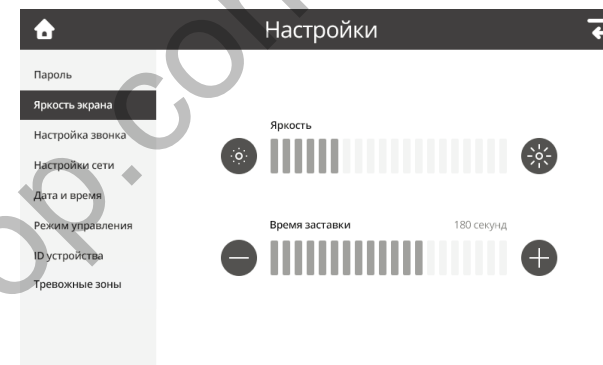 Настройки
Пароль
Яркость экрана
Настройка звонка
Настройки сети
Дата и время
Режим управления
ID устройства
Тревожные зоны
Яркость
Время заставки 180 секунд